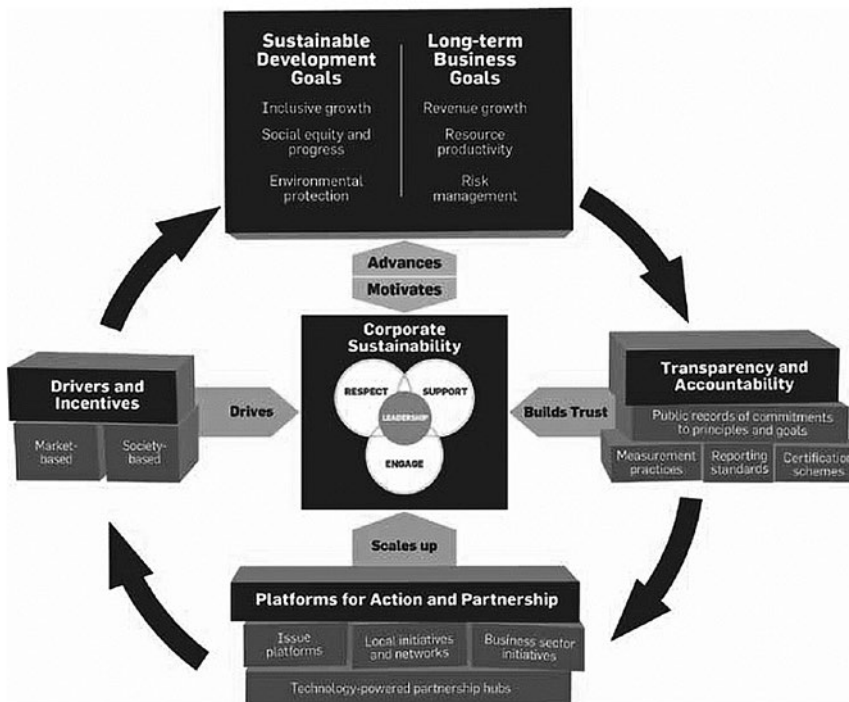 Sustainable
Development
Goals
Inclusive growth
Social equity and
progress
Environmental
protection
Long-term
Business
Goals
Revenue growth
Resource
productivity
Risk
management
Advances
Motivates
Corporate
Sustainability
RESPECT
SUPPORT
LEADERSHIP
ENGAGE
Drivers and
Incentives
Market-
based
Society-
based
Drives
Builds Trust
Transparency and
Accountability
Public records of commitments
to principles and goals
Measurement
practices
Reporting
standards
Certification
schemes
Scales up
Platforms for Action and Partnership
Issue
platforms
Local initiatives
and networks
Business sector
initiatives
Technology-powered partnership hubs